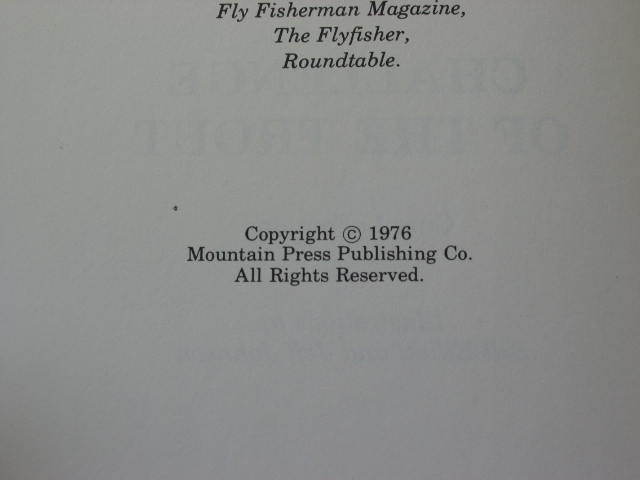 Fly Fisherman Magazine,
The Flyfisher,
Roundtable.
Copyright © 1976
Mountain Press Publishing Co.
All Rights Reserved.